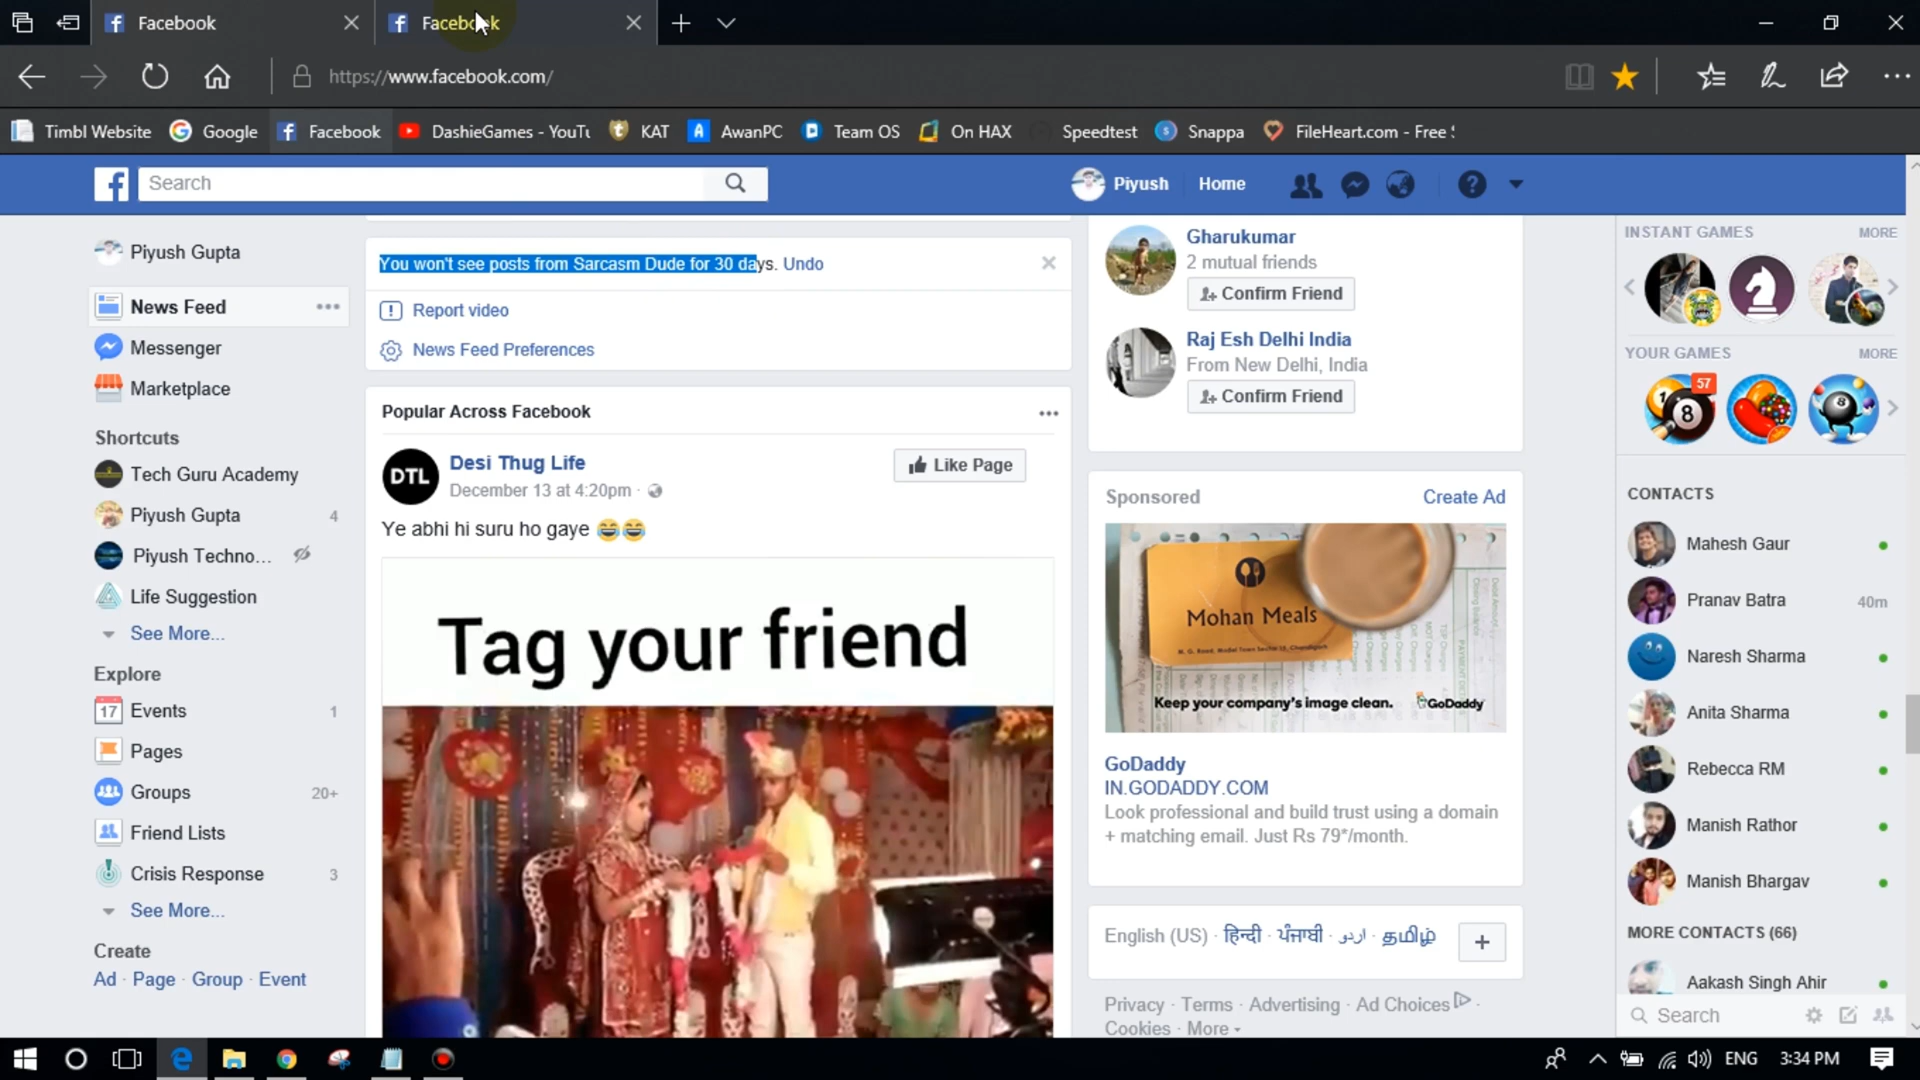 Facebook
Facebook
https://www.facebook.com/
Timbl Website
Google
Facebook
DashieGames - YouTu
KAT
AwanPC
Team OS
On HAX
Speedtest
Snappa
FileHeart.com - Free S
Search
Piyush
Home
Piyush Gupta
News Feed
Messenger
Marketplace
Shortcuts
Tech Guru Academy
Piyush Gupta 4
Piyush Techno...
Life Suggestion
See More...
Explore
Events 1
Pages
Groups 20+
Friend Lists
Crisis Response 3
See More...
Create
Ad · Page · Group · Event
You won't see posts from Sarcasm Dude for 30 days. Undo
Report video
News Feed Preferences
Popular Across Facebook
DTL
Desi Thug Life
Like Page
December 13 at 4:20pm ·
Ye abhi hi suru ho gaye 😂😂
Tag your friend
Gharukumar
2 mutual friends
Confirm Friend
Raj Esh Delhi India
From New Delhi, India
Confirm Friend
Sponsored
Create Ad
Mohan Meals
Keep your company's image clean.
GoDaddy
GoDaddy
IN.GODADDY.COM
Look professional and build trust using a domain
+ matching email. Just Rs 79*/month.
English (US) · हिन्दी · ਪੰਜਾਬੀ · اردو · தமிழ்
Privacy · Terms · Advertising · Ad Choices ·
Cookies · More
INSTANT GAMES MORE
YOUR GAMES MORE
57
1
8
8
CONTACTS
Mahesh Gaur
Pranav Batra 40m
Naresh Sharma
Anita Sharma
Rebecca RM
Manish Rathor
Manish Bhargav
MORE CONTACTS (66)
Aakash Singh Ahir
Search
ENG
3:34 PM